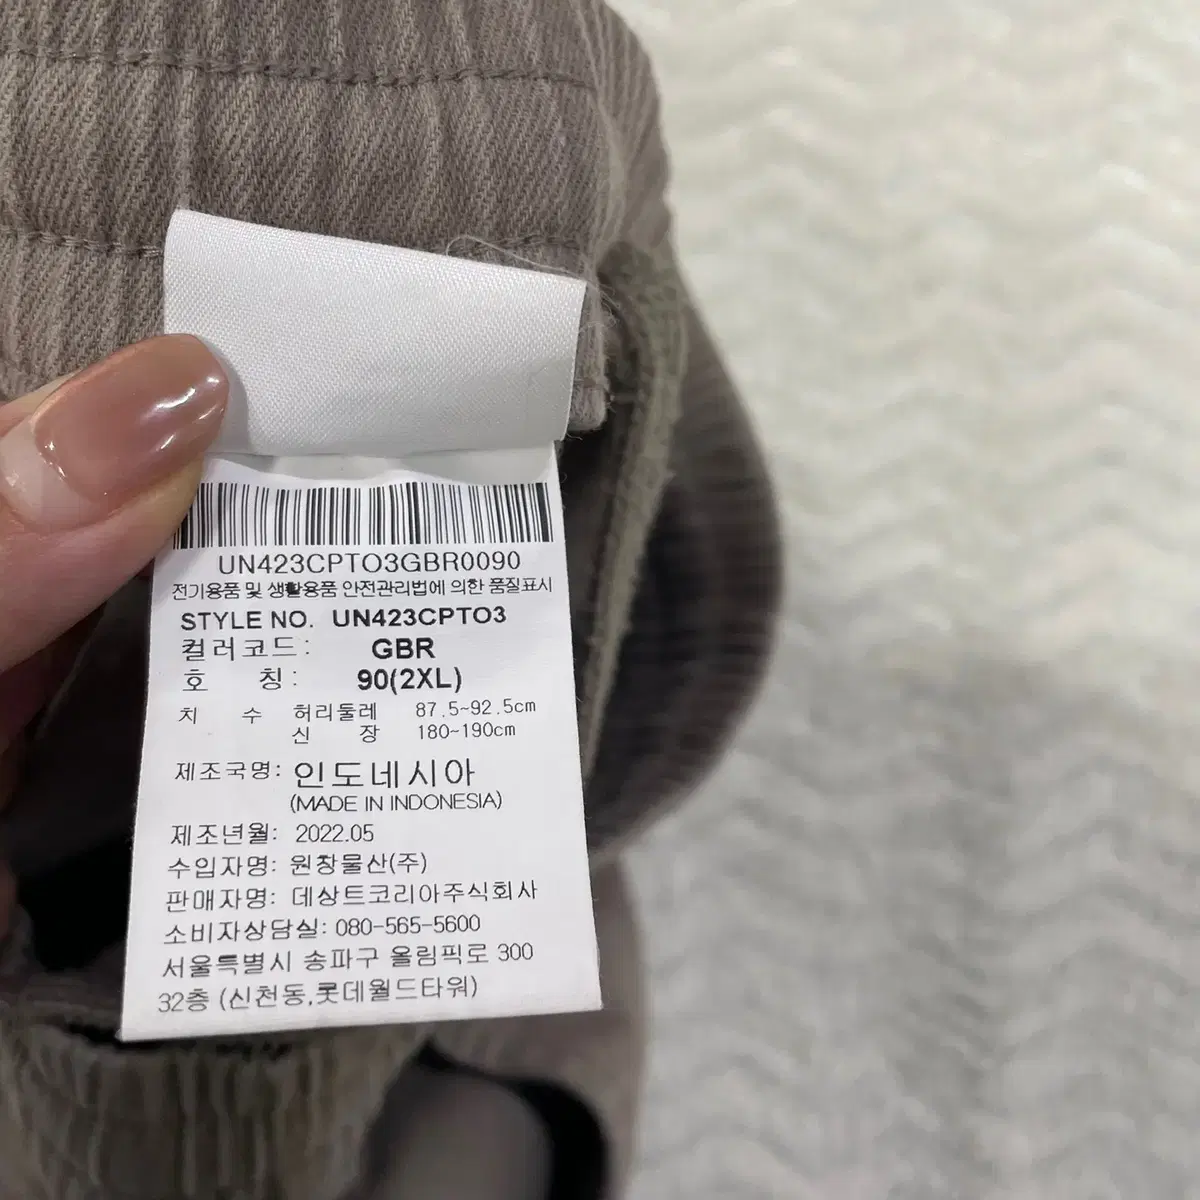 UN423CPTO3GBR0090
전기용품 및 생활용품 안전관리법에 의한 품질표시
STYLE NO. UN423CPTO3
컬러코드: GBR
호 칭: 90(2XL)
치 수 허리둘레 87.5~92.5cm
신 장 180~190cm
제조국명: 인도네시아
(MADE IN INDONESIA)
제조년월: 2022.05
수입자명: 원창물산(주)
판매자명: 데상트코리아주식회사
소비자상담실: 080-565-5600
서울특별시 송파구 올림픽로 300
32층 (신천동,롯데월드타워)